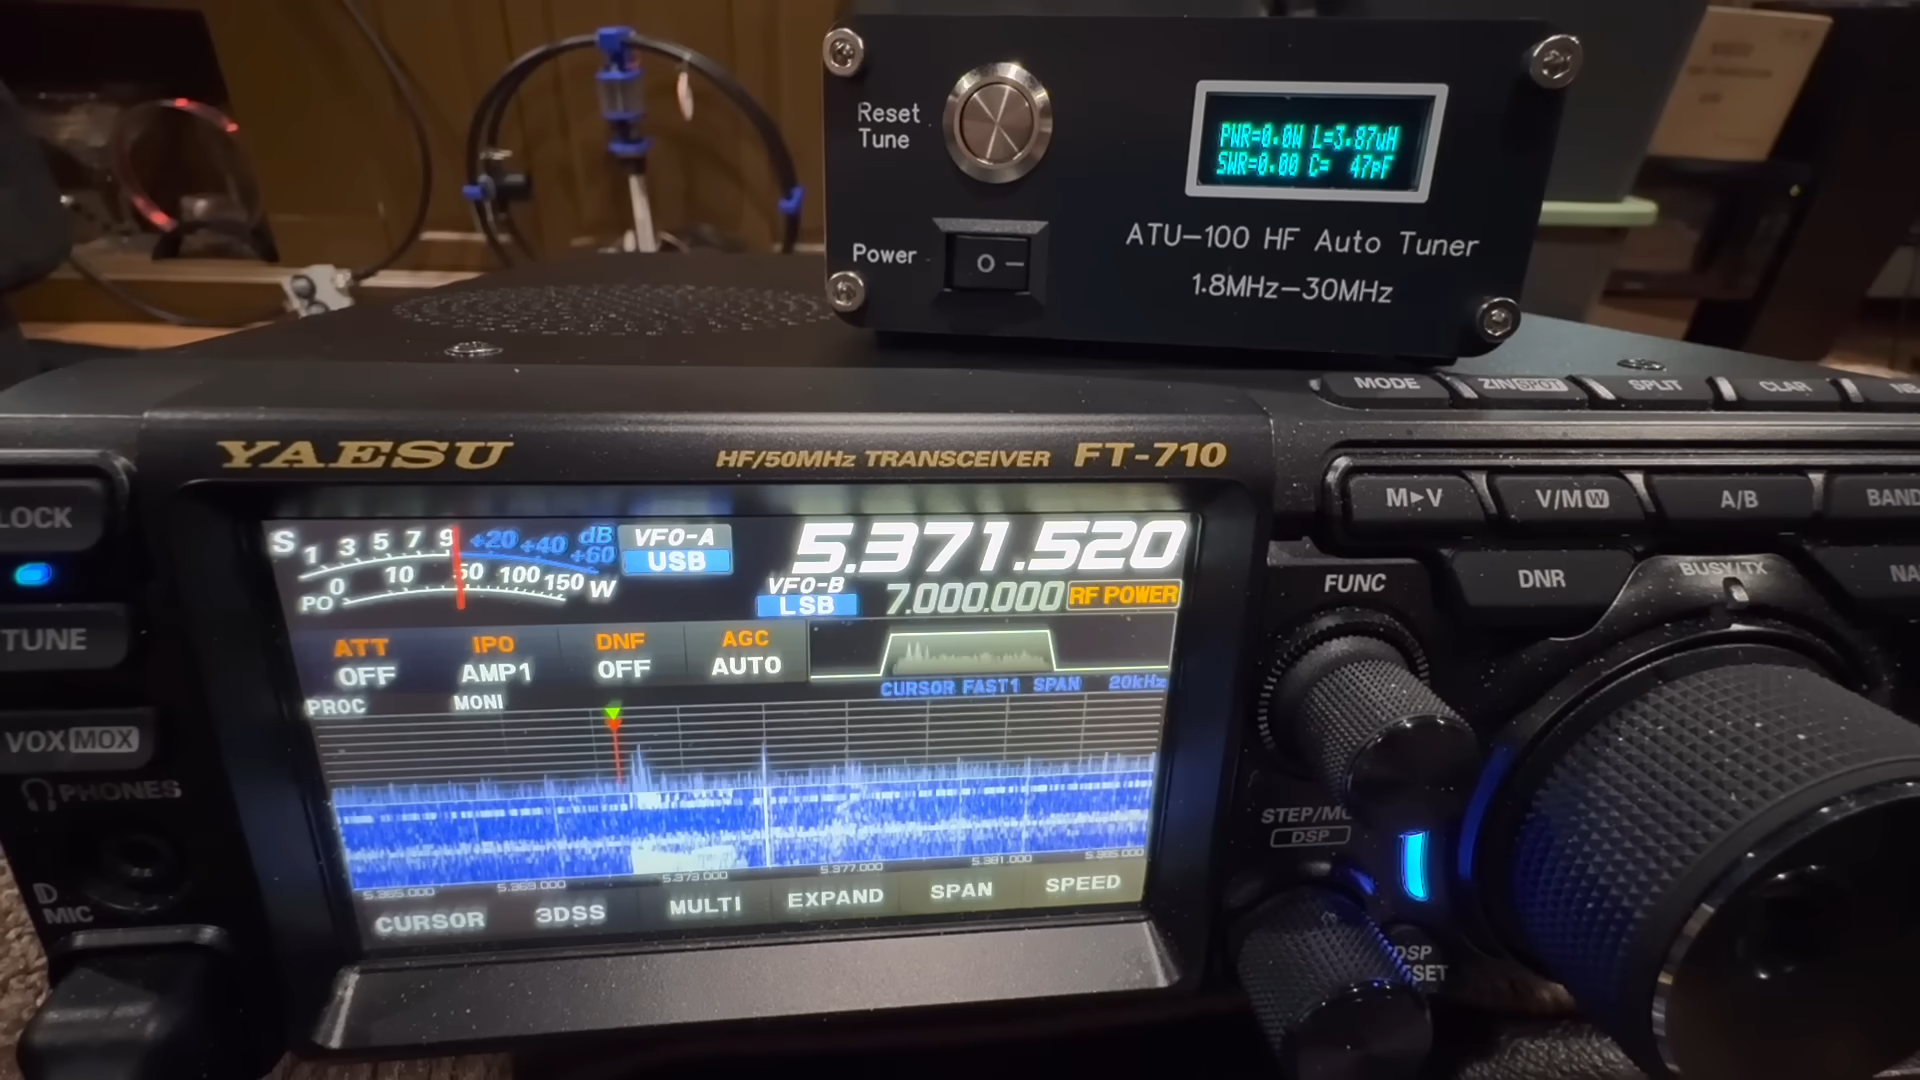 Reset
Tune
PWR=0.0W L=3.87uH
SWR=0.00 C= 47pF
ATU-100 HF Auto Tuner
1.8MHz-30MHz
Power
O
MODE ZIN SPOT SPLIT CLAR NB
YAESU HF/50MHz TRANSCEIVER FT-710
M►V V/M W A/B BAND
LOCK
S 1 3 5 7 9 +20 +40 +60 dB
PO 0 10 50 100 150 W
VFO-A
USB
5.371.520
VFO-B
LSB
7.000.000
RF POWER
FUNC
DNR
BUSY/TX
NA
TUNE
ATT IPO DNF AGC
OFF AMP1 OFF AUTO
PROC MONI
CURSOR FAST1 SPAN 20kHz
VOX MOX
PHONES
STEP/MC
DSP
5.365.000 5.369.000 5.373.000 5.377.000 5.381.000 5.385.000
CURSOR 3DSS MULTI EXPAND SPAN SPEED
MIC
DSP